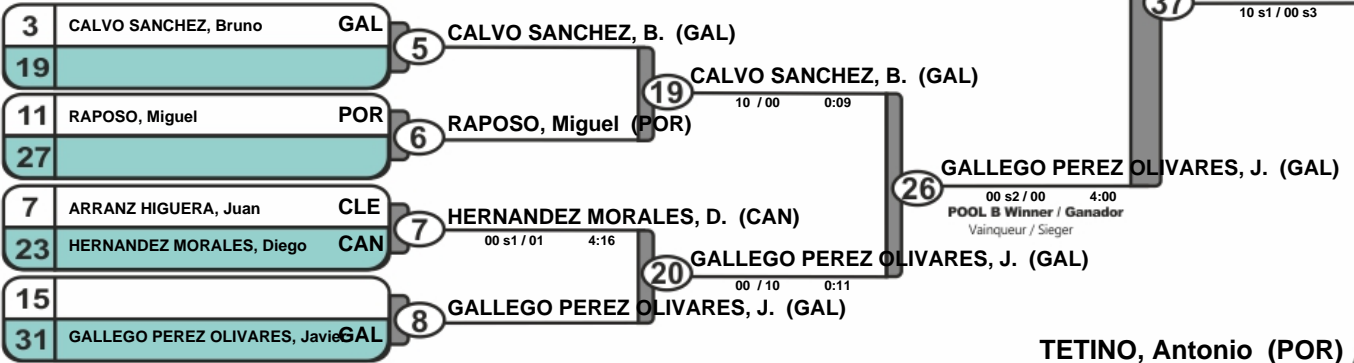 3 CALVO SANCHEZ, Bruno GAL
19
11 RAPOSO, Miguel POR
27
7 ARRANZ HIGUERA, Juan CLE
23 HERNANDEZ MORALES, Diego CAN
15
31 GALLEGO PEREZ OLIVARES, Javier GAL
5 CALVO SANCHEZ, B. (GAL)
6 RAPOSO, Miguel (POR)
7 HERNANDEZ MORALES, D. (CAN)
00 s1 / 01 4:16
8 GALLEGO PEREZ OLIVARES, J. (GAL)
19 CALVO SANCHEZ, B. (GAL)
10 / 00 0:09
20 GALLEGO PEREZ OLIVARES, J. (GAL)
00 / 10 0:11
26 GALLEGO PEREZ OLIVARES, J. (GAL)
00 s2 / 00 4:00
POOL B Winner / Ganador
Vainqueur / Sieger
37
10 s1 / 00 s3
TETINO, Antonio (POR)